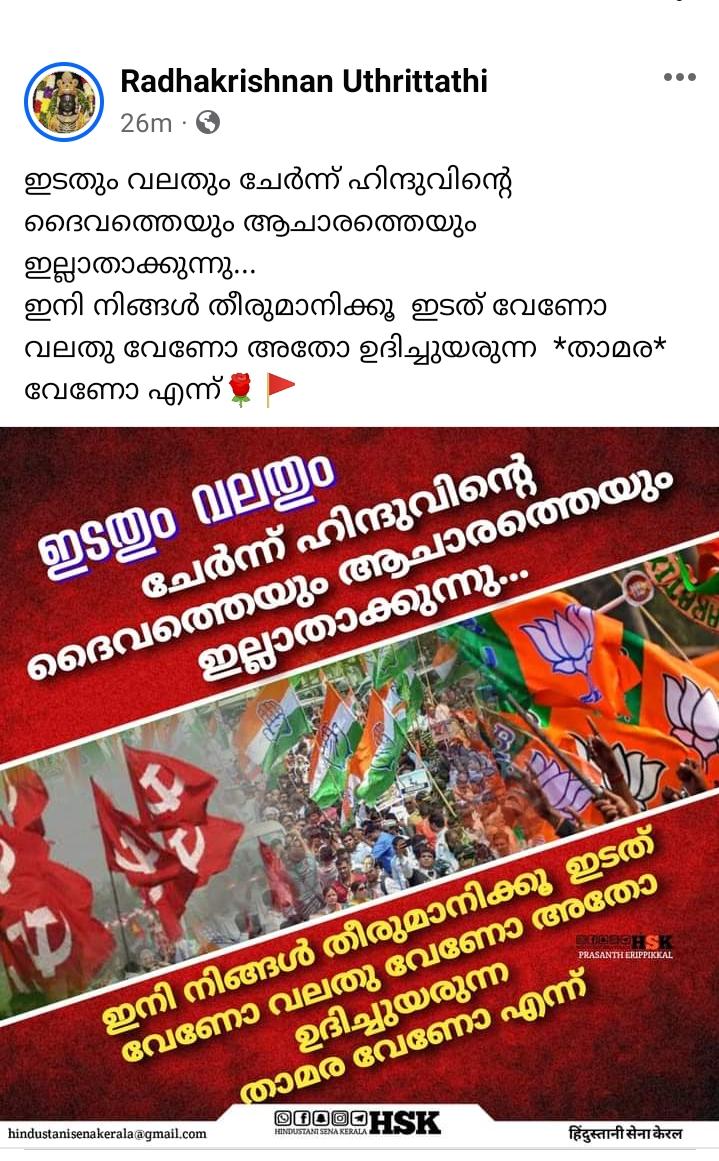 Radhakrishnan Uthrittathi
26m ·
ഇടതും വലതും ചേർന്ന് ഹിന്ദുവിന്റെ
ദൈവത്തെയും ആചാരത്തെയും
ഇല്ലാതാക്കുന്നു...
ഇനി നിങ്ങൾ തീരുമാനിക്കൂ ഇടത് വേണോ
വലതു വേണോ അതോ ഉദിച്ചുയരുന്ന *താമര*
വേണോ എന്ന്🌹🚩
ഇടതും വലതും
ചേർന്ന് ഹിന്ദുവിന്റെ
ദൈവത്തെയും ആചാരത്തെയും
ഇല്ലാതാക്കുന്നു...
ഇനി നിങ്ങൾ തീരുമാനിക്കൂ ഇടത്
വേണോ വലതു വേണോ അതോ
ഉദിച്ചുയരുന്ന
താമര വേണോ എന്ന്
HSK
PRASANTH ERIPPIKKAL
hindustanisenakerala@gmail.com
HINDUSTANI SENA KERALA HSK
हिंदुस्तानी सेना केरल